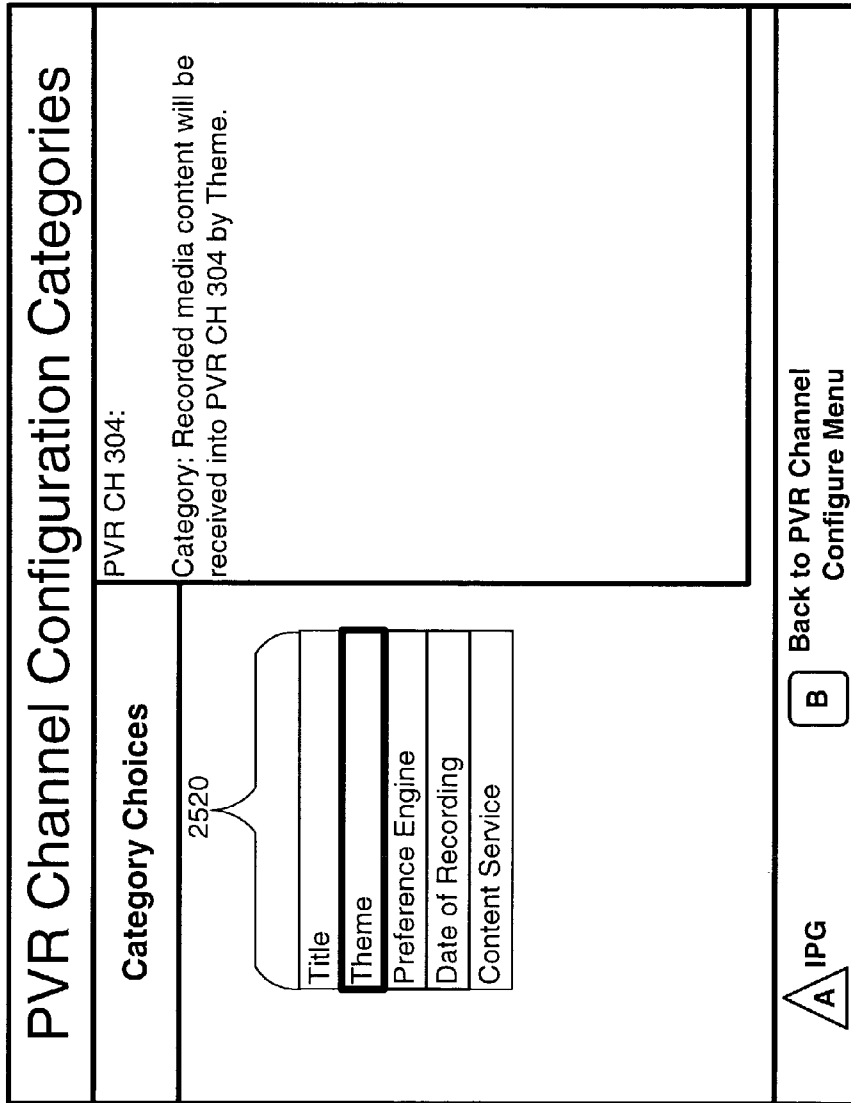 PVR Channel Configuration Categories
Category Choices
2520
Title
Theme
Preference Engine
Date of Recording
Content Service
PVR CH 304:
Category: Recorded media content will be
received into PVR CH 304 by Theme.
A IPG
B Back to PVR Channel
Configure Menu